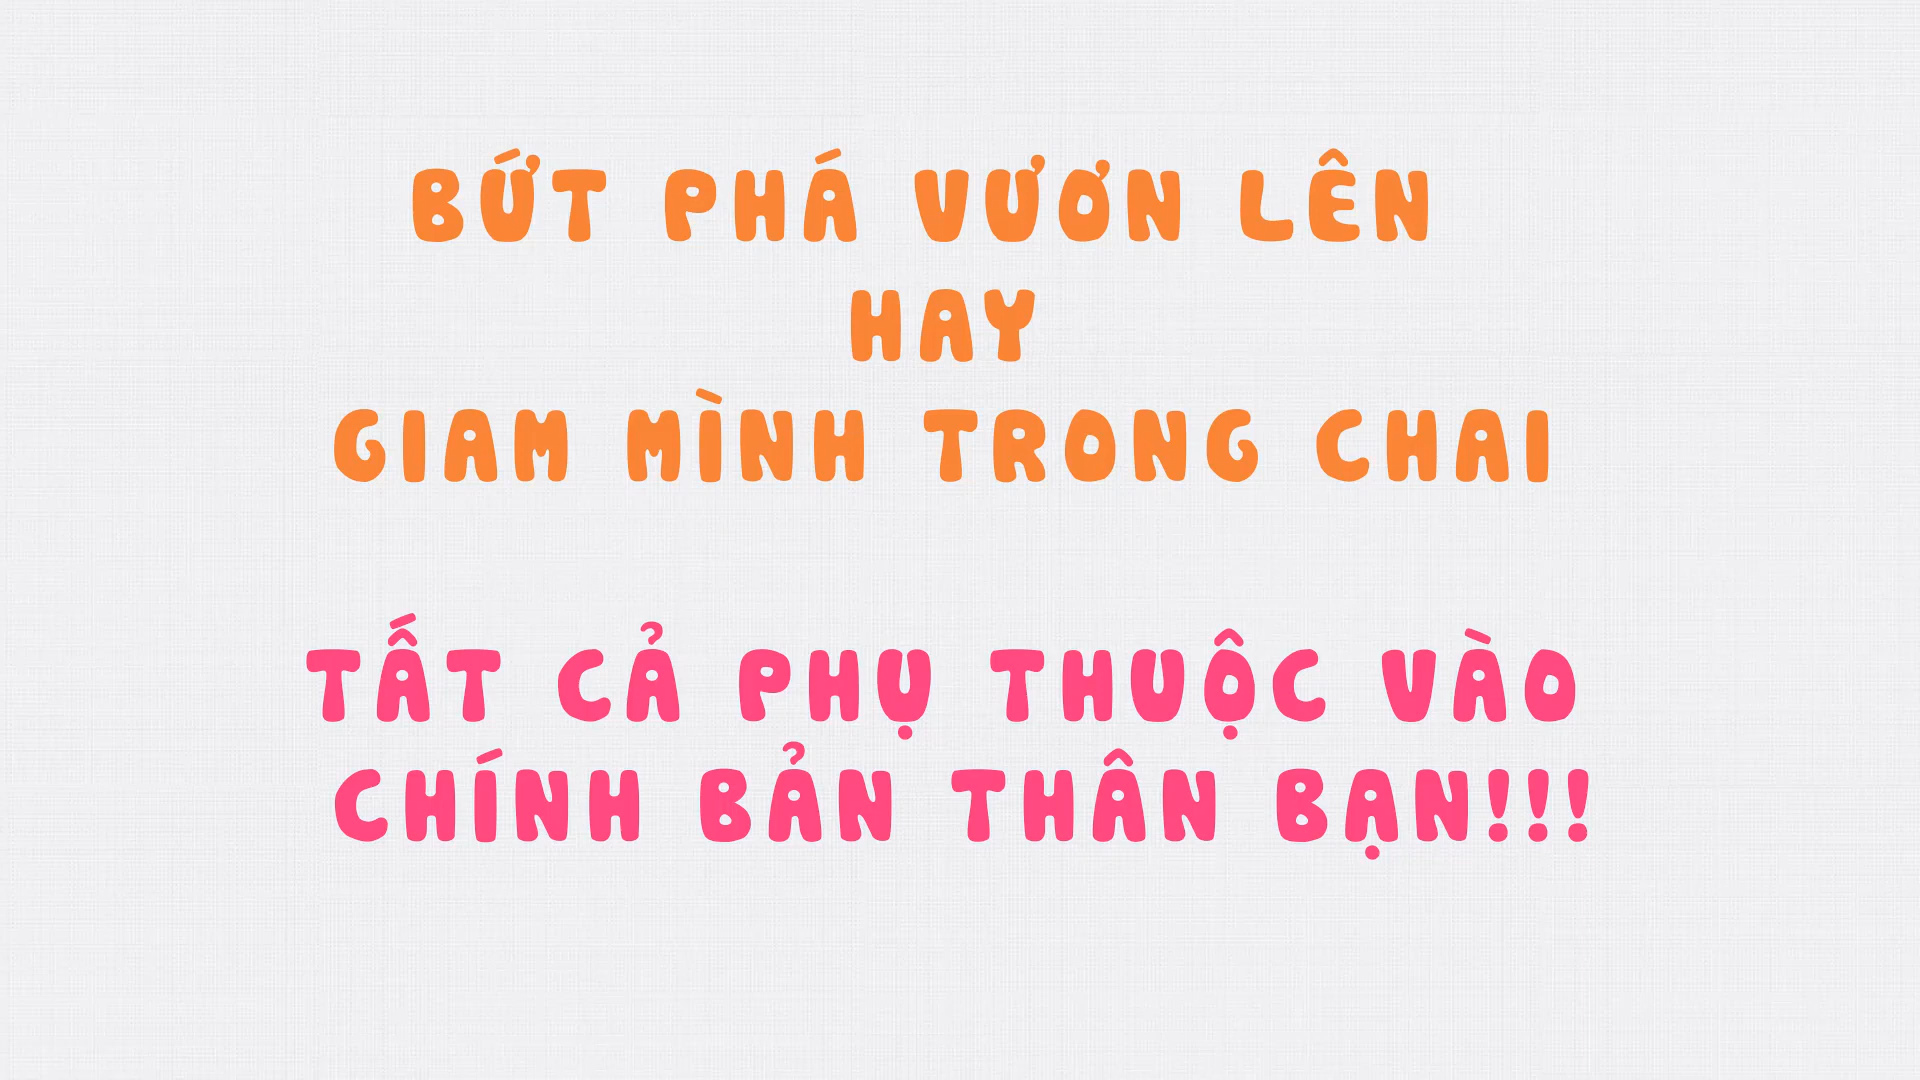 BỨT PHÁ VƯƠN LÊN
HAY
GIAM MÌNH TRONG CHAI
TẤT CẢ PHỤ THUỘC VÀO
CHÍNH BẢN THÂN BẠN!!!